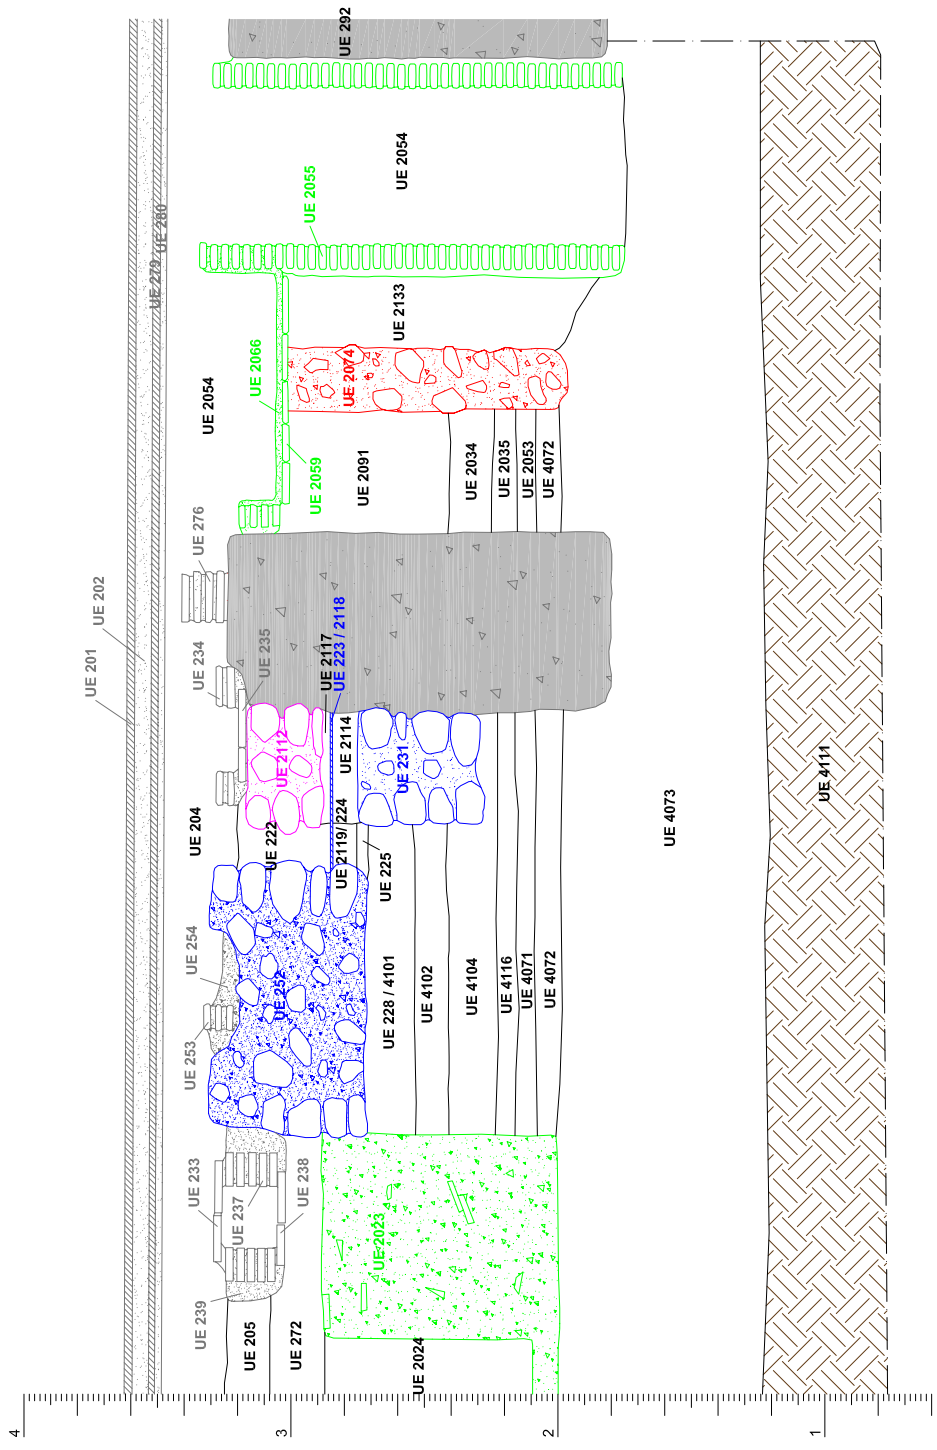 UE 201
UE 202
UE 279
UE 280
UE 292
UE 2054
UE 2055
UE 2133
UE 2054
UE 2066
UE 2059
UE 2074
UE 2091
UE 2034
UE 2035
UE 2053
UE 4072
UE 276
UE 234
UE 235
UE 2117
UE 223 / 2118
UE 2112
UE 2114
UE 231
UE 204
UE 222
UE 2119/ 224
UE 225
UE 254
UE 253
UE 252
UE 228 / 4101
UE 4102
UE 4104
UE 4116
UE 4071
UE 4072
UE 4073
UE 4111
UE 233
UE 237
UE 238
UE 239
UE 2023
UE 205
UE 272
UE 2024
4
3
2
1